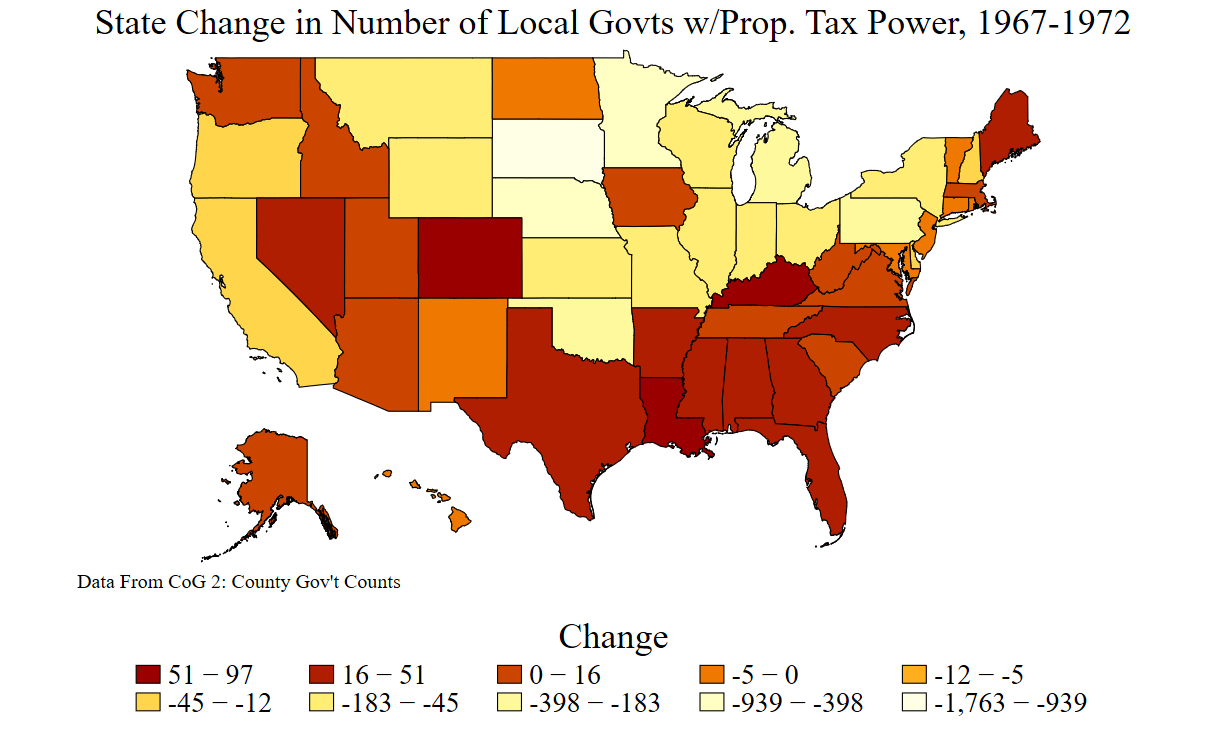 State Change in Number of Local Govts w/Prop. Tax Power, 1967-1972
Data From CoG 2: County Gov't Counts
Change
51 − 97 16 − 51 0 − 16 -5 − 0 -12 − -5
-45 − -12 -183 − -45 -398 − -183 -939 − -398 -1,763 − -939